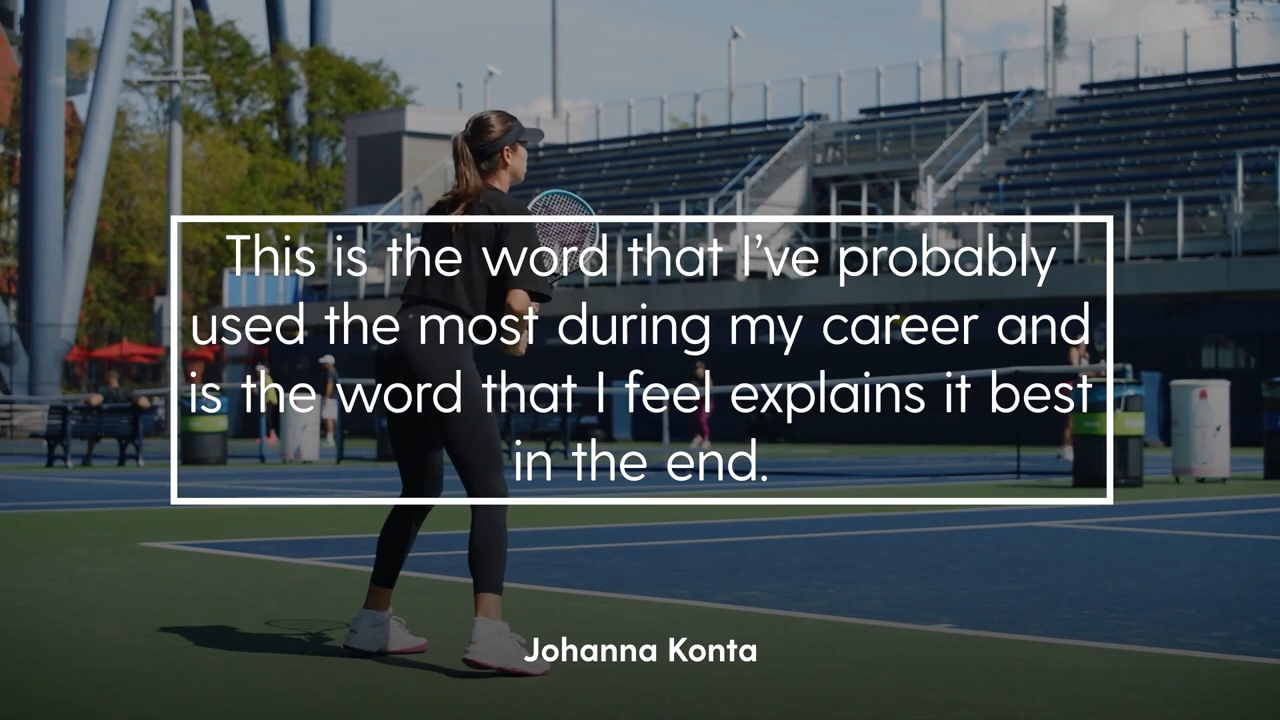 This is the word that I’ve probably
used the most during my career and
is the word that I feel explains it best
in the end.
Johanna Konta